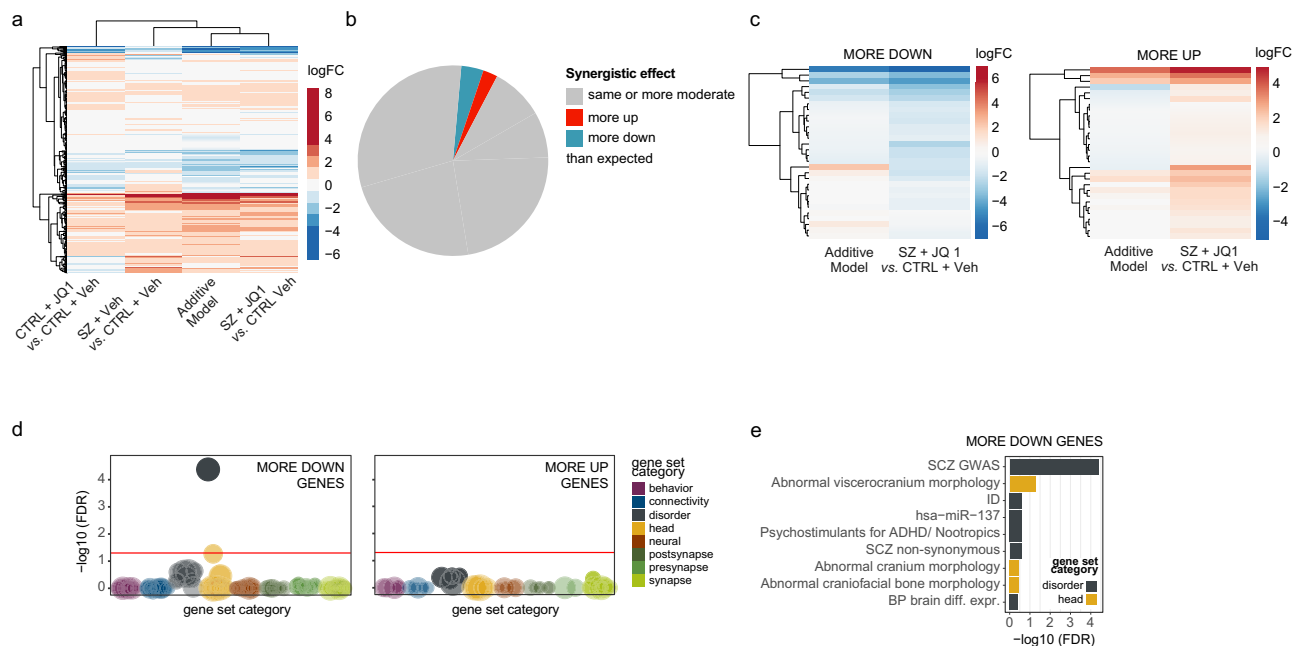 a
logFC
8
6
4
2
0
−2
−4
−6
CTRL + JQ1
vs. CTRL + Veh
SZ + Veh
vs. CTRL + Veh
Additive
Model
SZ + JQ1
vs. CTRL Veh
b
Synergistic effect
same or more moderate
more up
more down
than expected
c
MORE DOWN
logFC
6
4
2
0
−2
−4
−6
Additive
Model
SZ + JQ 1
vs. CTRL + Veh
MORE UP
logFC
4
2
0
−2
−4
Additive
Model
SZ + JQ1
vs. CTRL + Veh
d
−log10 (FDR)
4
3
2
1
0
MORE DOWN
GENES
gene set category
MORE UP
GENES
gene set category
gene set
category
behavior
connectivity
disorder
head
neural
postsynapse
presynapse
synapse
e
MORE DOWN GENES
SCZ GWAS
Abnormal viscerocranium morphology
ID
hsa−miR−137
Psychostimulants for ADHD/ Nootropics
SCZ non−synonymous
Abnormal cranium morphology
Abnormal craniofacial bone morphology
BP brain diff. expr.
gene set
category
disorder
head
0 1 2 3 4
−log10 (FDR)